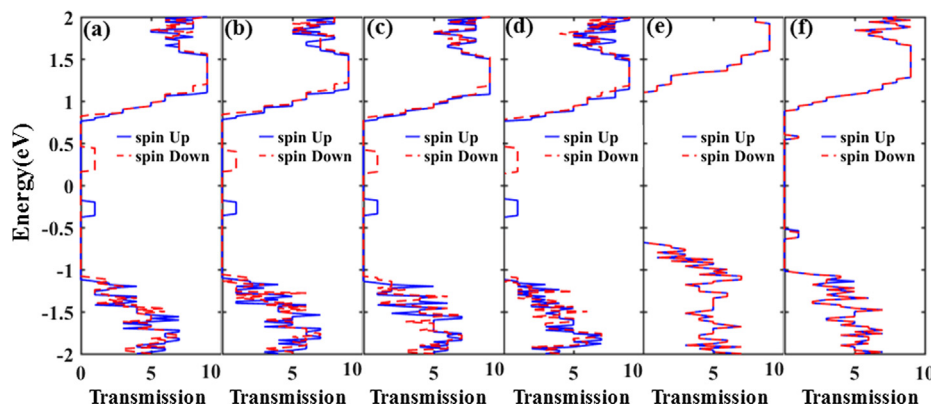 (a) (b) (c) (d) (e) (f)
2
1.5
1
0.5
0
-0.5
-1
-1.5
-2
Energy(eV)
spin Up spin Up spin Up spin Up spin Up spin Up
spin Down spin Down spin Down spin Down spin Down spin Down
0 5 10 5 10 5 10 5 10 5 10 5 10
Transmission Transmission Transmission Transmission Transmission Transmission